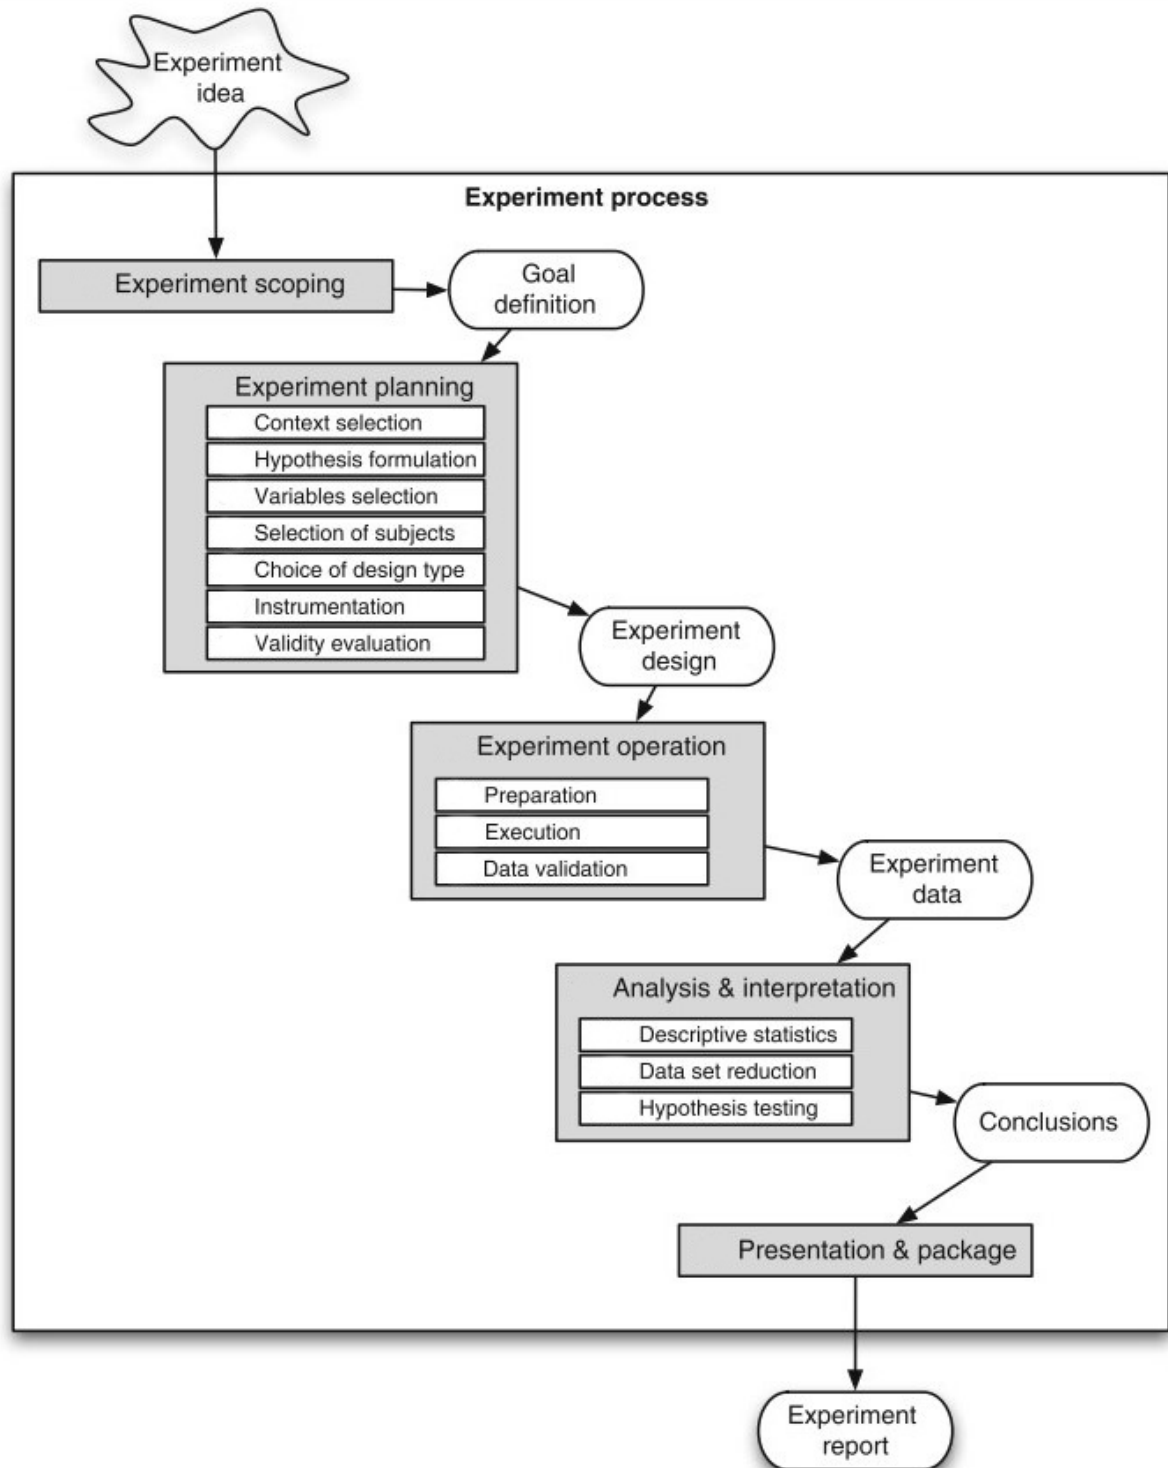 Experiment
idea
Experiment process
Experiment scoping
Goal
definition
Experiment planning
Context selection
Hypothesis formulation
Variables selection
Selection of subjects
Choice of design type
Instrumentation
Validity evaluation
Experiment
design
Experiment operation
Preparation
Execution
Data validation
Experiment
data
Analysis & interpretation
Descriptive statistics
Data set reduction
Hypothesis testing
Conclusions
Presentation & package
Experiment
report